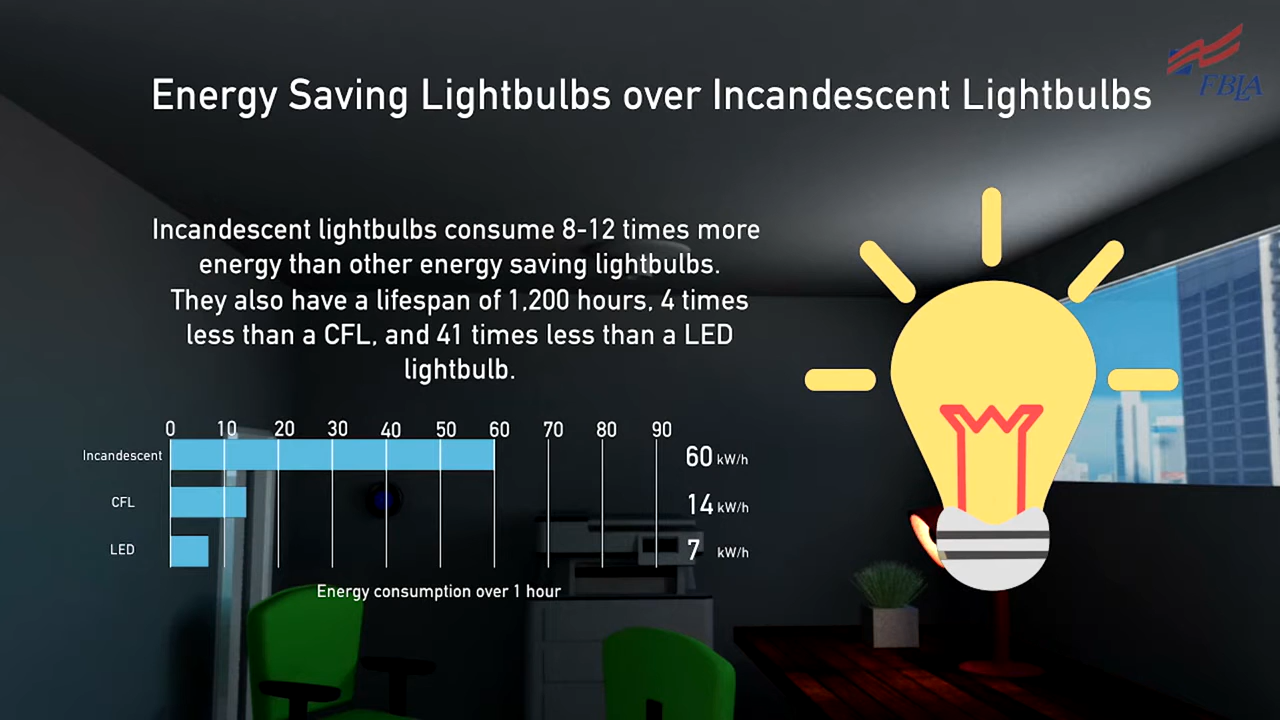 FBLA
Energy Saving Lightbulbs over Incandescent Lightbulbs
Incandescent lightbulbs consume 8-12 times more
energy than other energy saving lightbulbs.
They also have a lifespan of 1,200 hours, 4 times
less than a CFL, and 41 times less than a LED
lightbulb.
0 10 20 30 40 50 60 70 80 90
Incandescent 60 kW/h
CFL 14 kW/h
LED 7 kW/h
Energy consumption over 1 hour